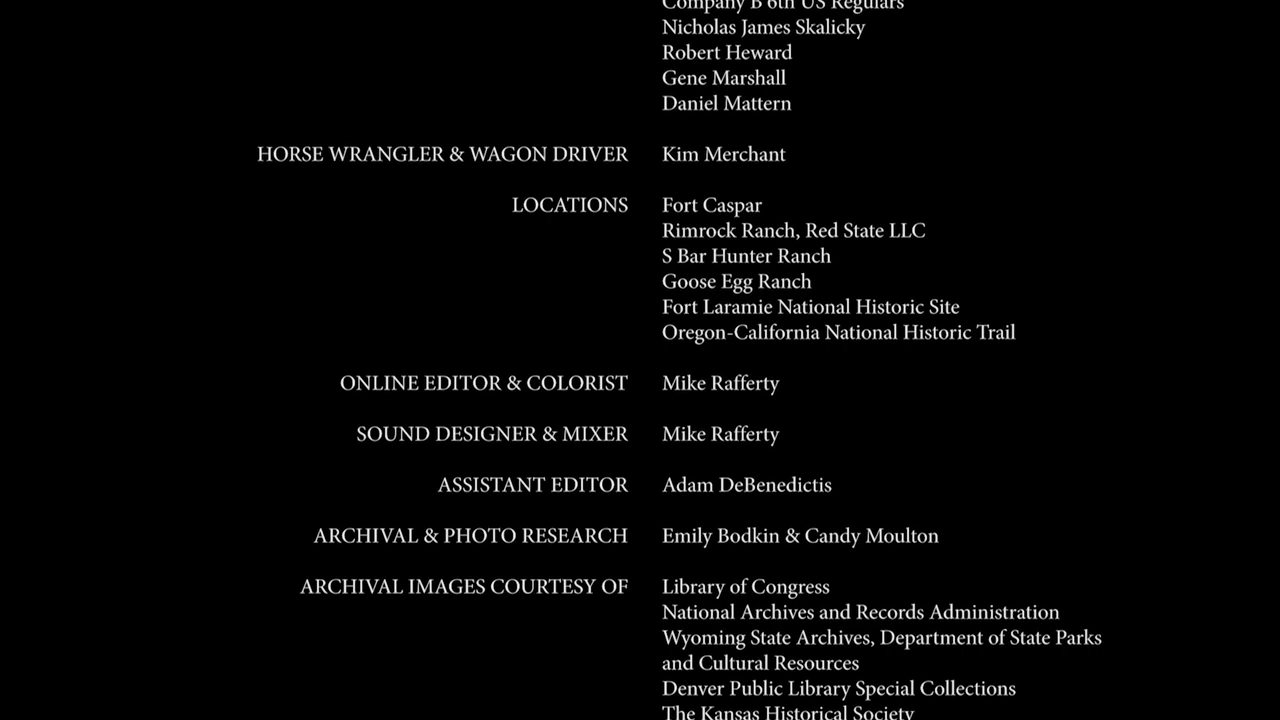 Company B 6th US Regulars
Nicholas James Skalicky
Robert Heward
Gene Marshall
Daniel Mattern
HORSE WRANGLER & WAGON DRIVER Kim Merchant
LOCATIONS Fort Caspar
Rimrock Ranch, Red State LLC
S Bar Hunter Ranch
Goose Egg Ranch
Fort Laramie National Historic Site
Oregon-California National Historic Trail
ONLINE EDITOR & COLORIST Mike Rafferty
SOUND DESIGNER & MIXER Mike Rafferty
ASSISTANT EDITOR Adam DeBenedictis
ARCHIVAL & PHOTO RESEARCH Emily Bodkin & Candy Moulton
ARCHIVAL IMAGES COURTESY OF Library of Congress
National Archives and Records Administration
Wyoming State Archives, Department of State Parks
and Cultural Resources
Denver Public Library Special Collections
The Kansas Historical Society